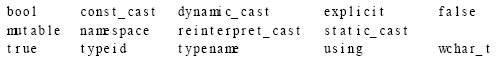 bool const_cast dynamic_cast explicit false
mutable namespace reinterpret_cast static_cast
true typeid typename using wchar_t